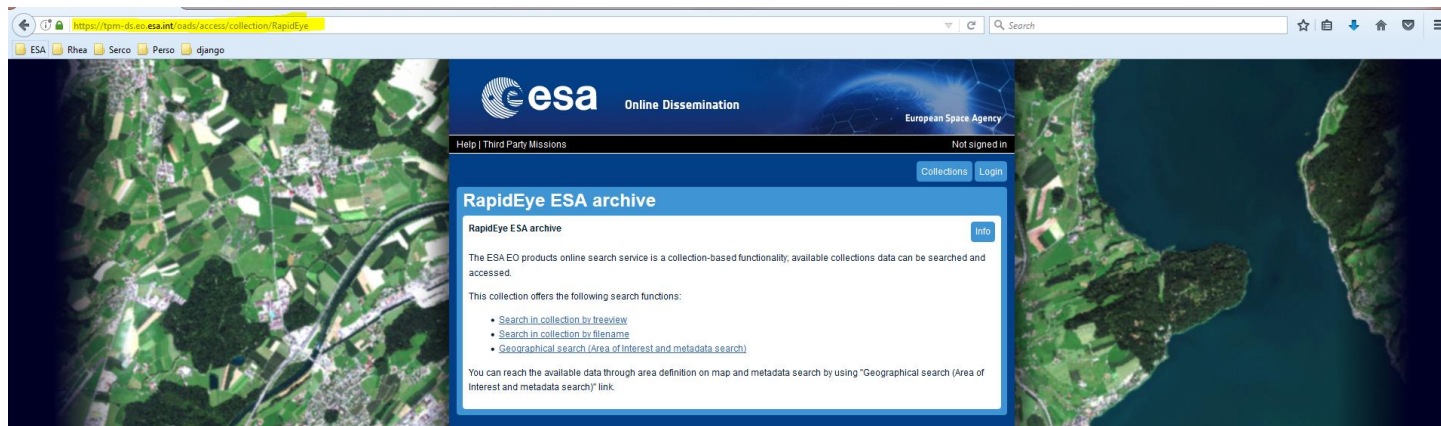 https://tpm-ds.eo.esa.int/oads/access/collection/RapidEye
Search
ESA Rhea Serco Perso django
esa Online Dissemination
European Space Agency
Help | Third Party Missions Not signed in
Collections Login
RapidEye ESA archive
RapidEye ESA archive
Info
The ESA EO products online search service is a collection-based functionality; available collections data can be searched and
accessed.
This collection offers the following search functions:
• Search in collection by treeview
• Search in collection by filename
• Geographical search (Area of Interest and metadata search)
You can reach the available data through area definition on map and metadata search by using "Geographical search (Area of
Interest and metadata search)" link.